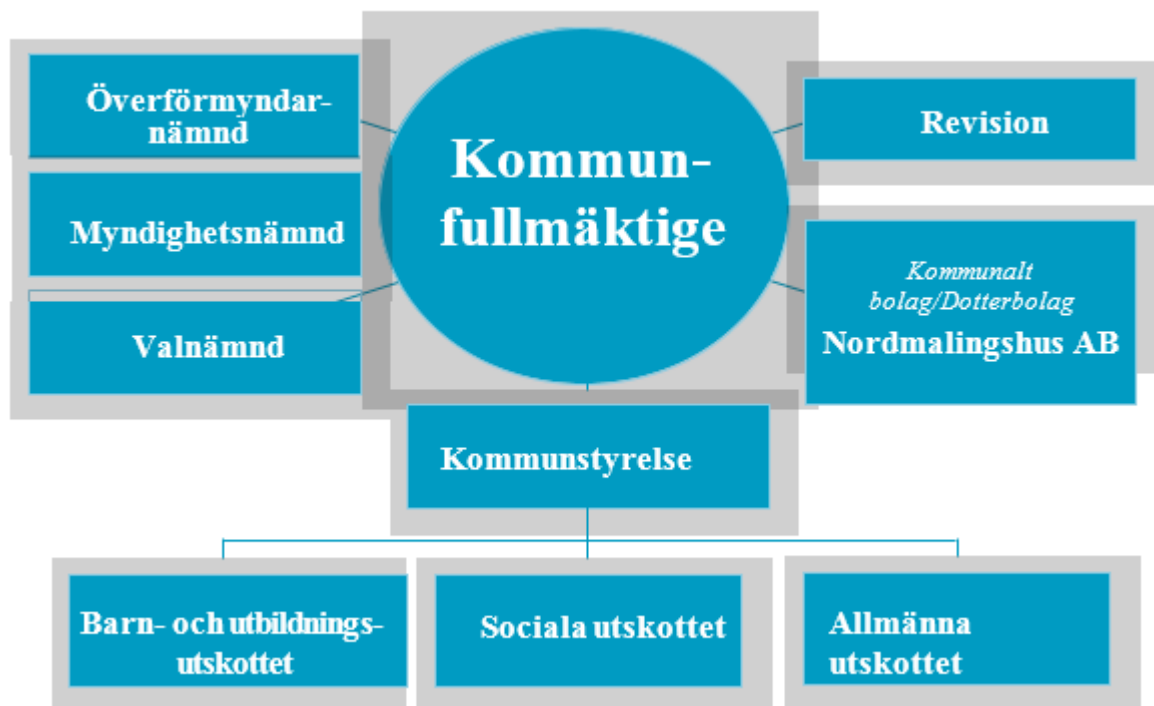 Överförmyndar-
nämnd
Myndighetsnämnd
Valnämnd
Kommun-
fullmäktige
Revision
Kommunalt
bolag/Dotterbolag
Nordmalingshus AB
Kommunstyrelse
Barn- och utbildnings-
utskottet
Sociala utskottet
Allmänna
utskottet